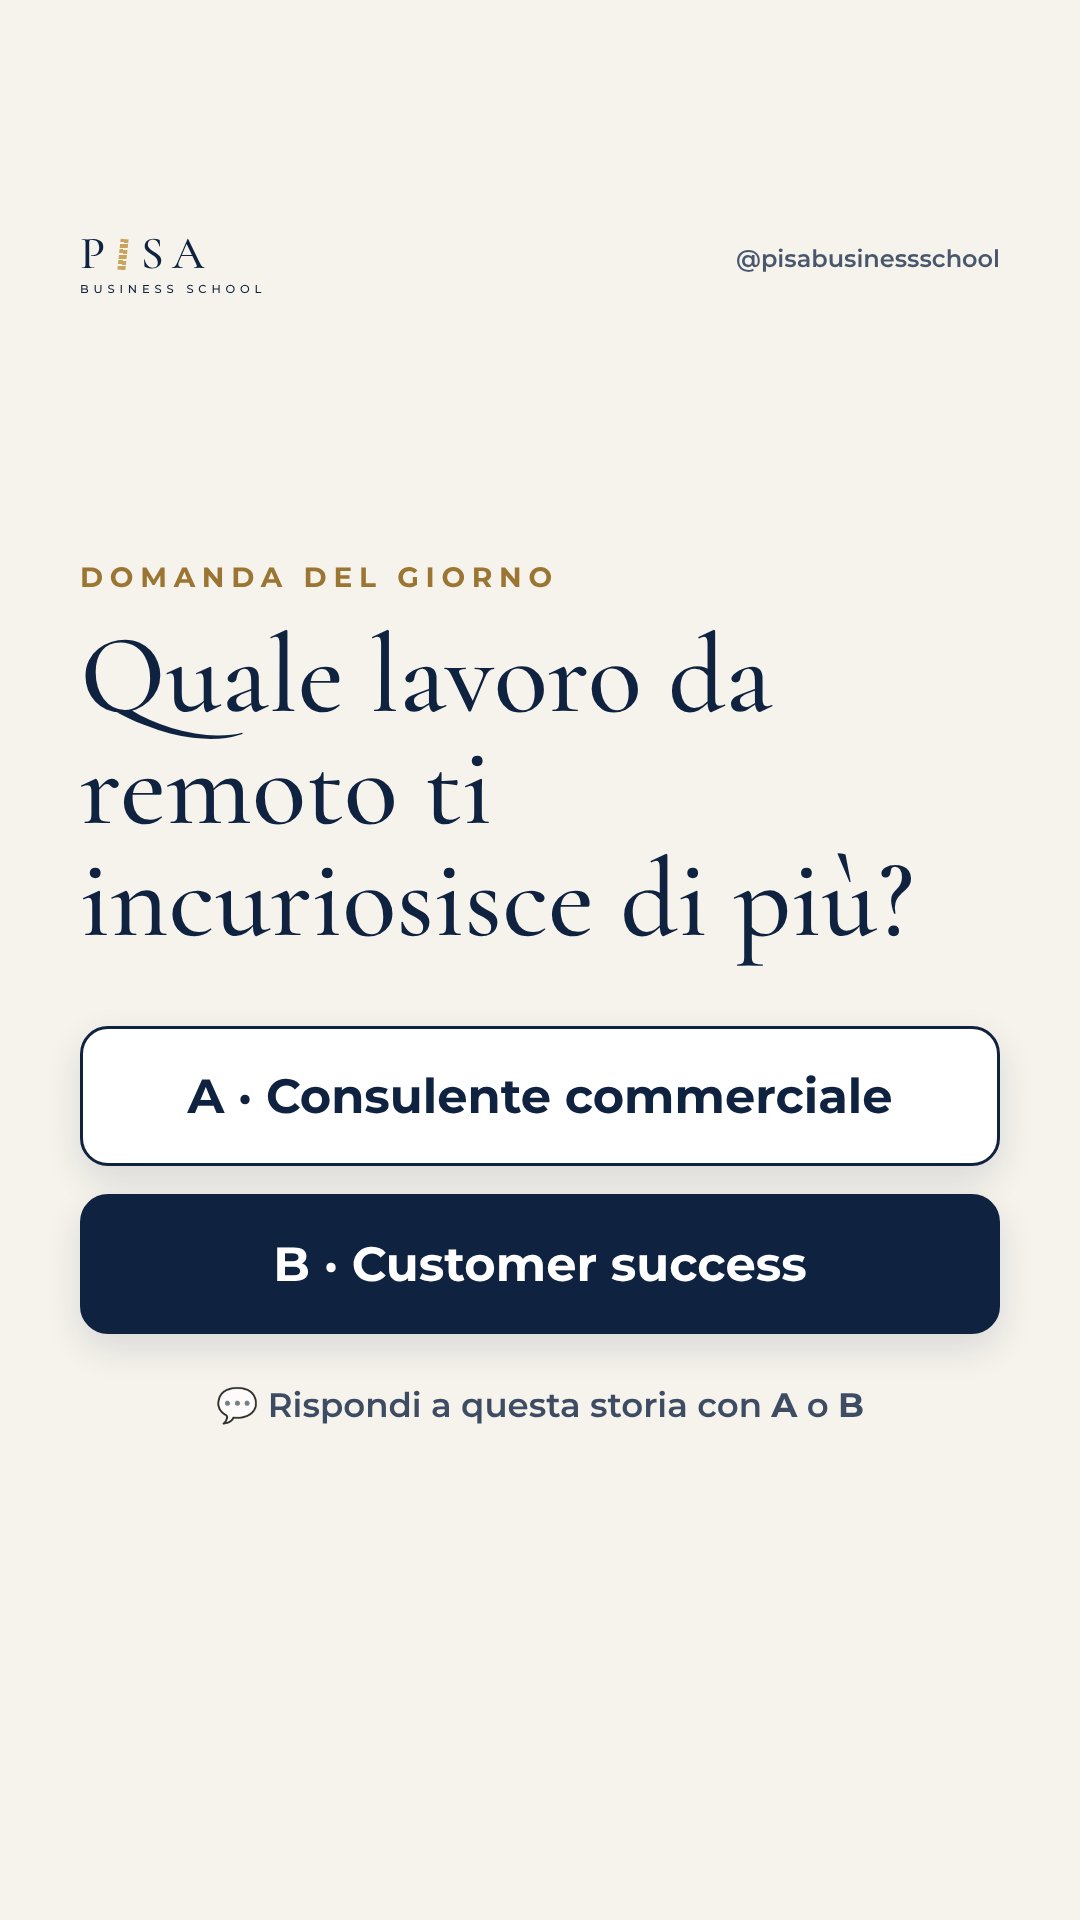 PISA
BUSINESS SCHOOL
@pisabusinessschool
DOMANDA DEL GIORNO
Quale lavoro da
remoto ti
incuriosisce di più?
A · Consulente commerciale
B · Customer success
💬 Rispondi a questa storia con A o B